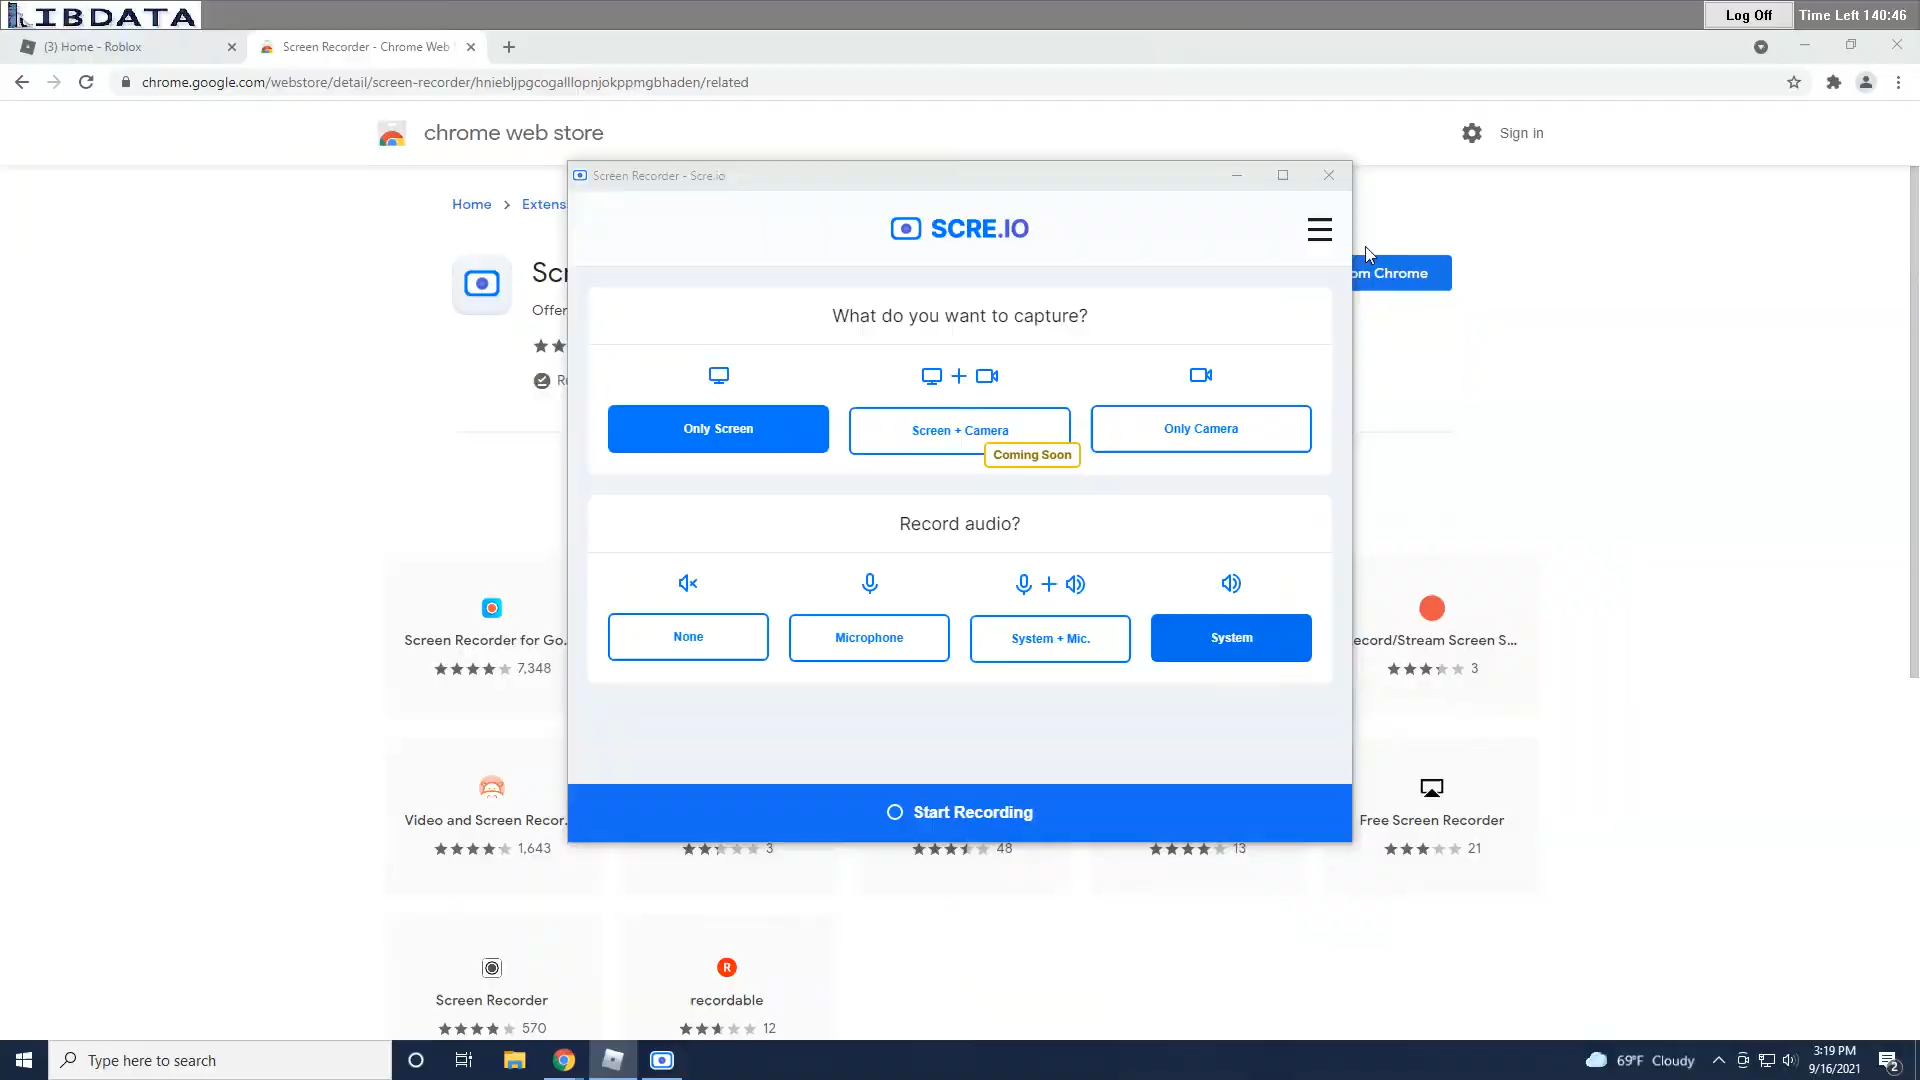 LIBDATA
Log Off
Time Left 140:46
(3) Home - Roblox
Screen Recorder - Chrome Web
chrome.google.com/webstore/detail/screen-recorder/hniebljpgcogalllopnjokppmgbhaden/related
chrome web store
Sign in
Screen Recorder - Scre.io
Home
Extens
SCRE.IO
Scr
om Chrome
Offer
What do you want to capture?
Only Screen
Screen + Camera
Only Camera
Coming Soon
Record audio?
None
Microphone
System + Mic.
System
Screen Recorder for Go..
7,348
ecord/Stream Screen S...
3
Start Recording
Video and Screen Recor.
1,643
3
48
13
Free Screen Recorder
21
Screen Recorder
570
R
recordable
12
Type here to search
69°F Cloudy
3:19 PM
9/16/2021
2